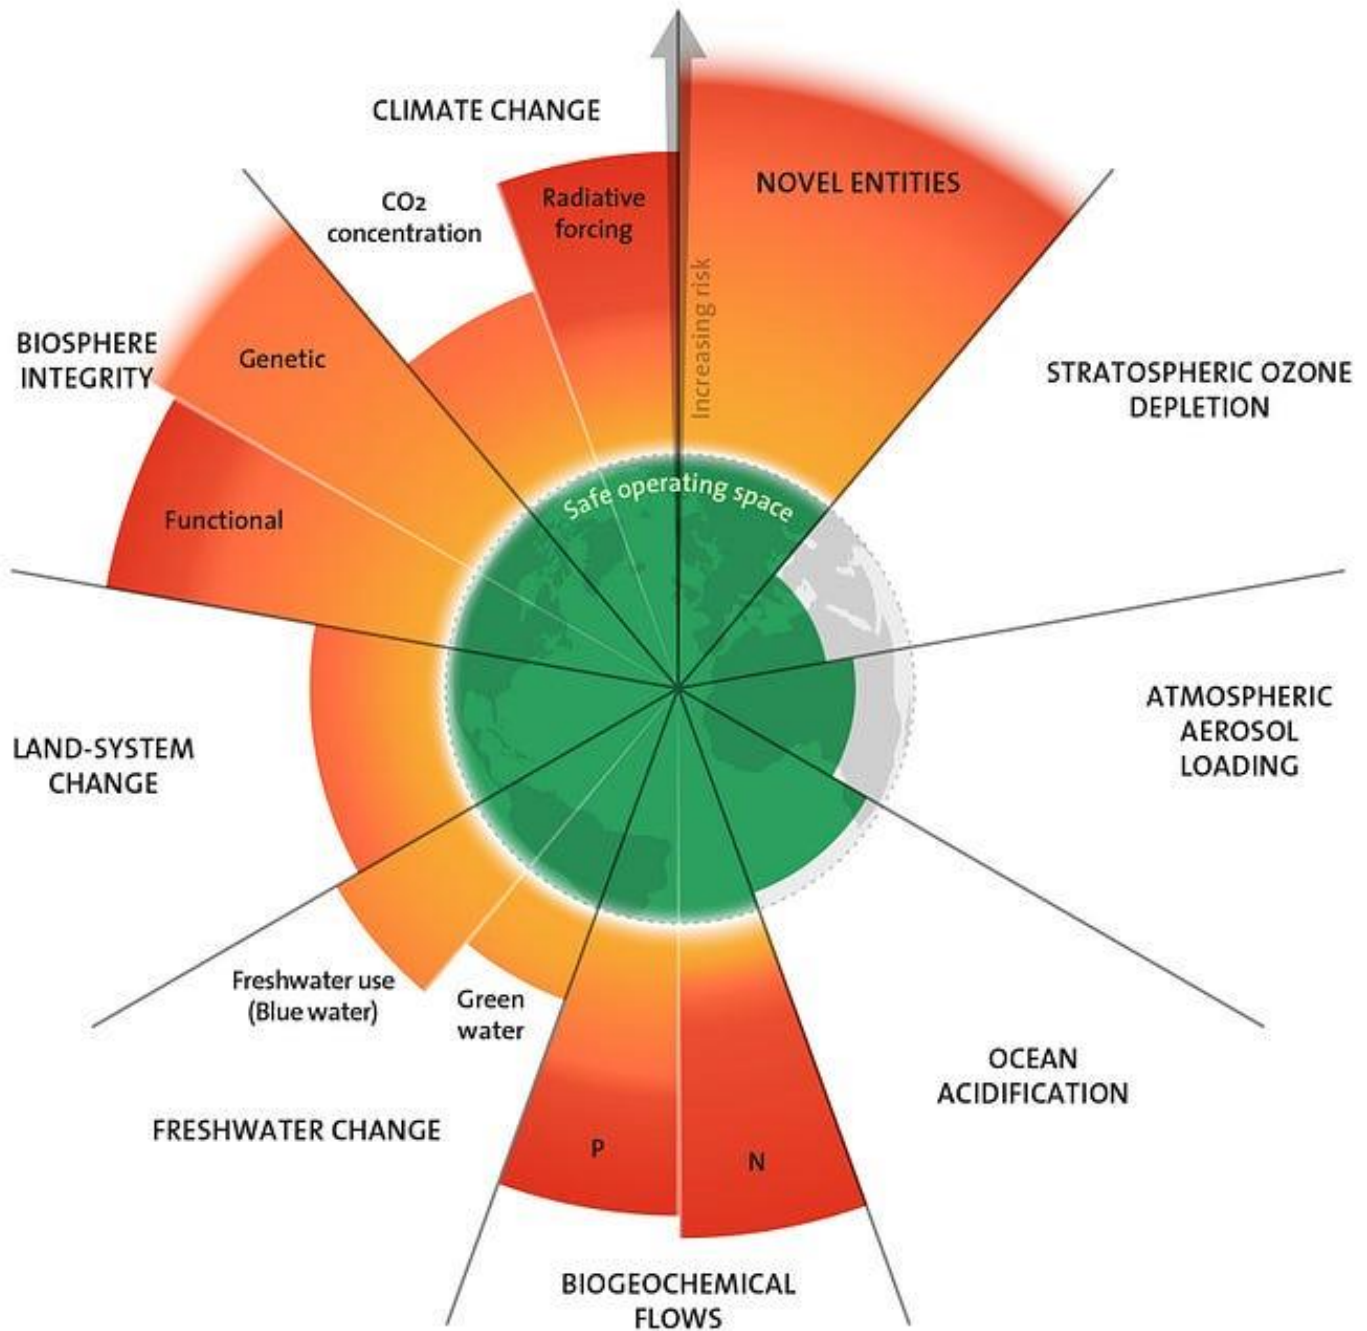 CLIMATE CHANGE
CO2
concentration
Radiative
forcing
NOVEL ENTITIES
Increasing risk
STRATOSPHERIC OZONE
DEPLETION
BIOSPHERE
INTEGRITY
Genetic
Functional
Safe operating space
ATMOSPHERIC
AEROSOL
LOADING
LAND-SYSTEM
CHANGE
Freshwater use
(Blue water)
Green
water
FRESHWATER CHANGE
OCEAN
ACIDIFICATION
P
N
BIOGEOCHEMICAL
FLOWS